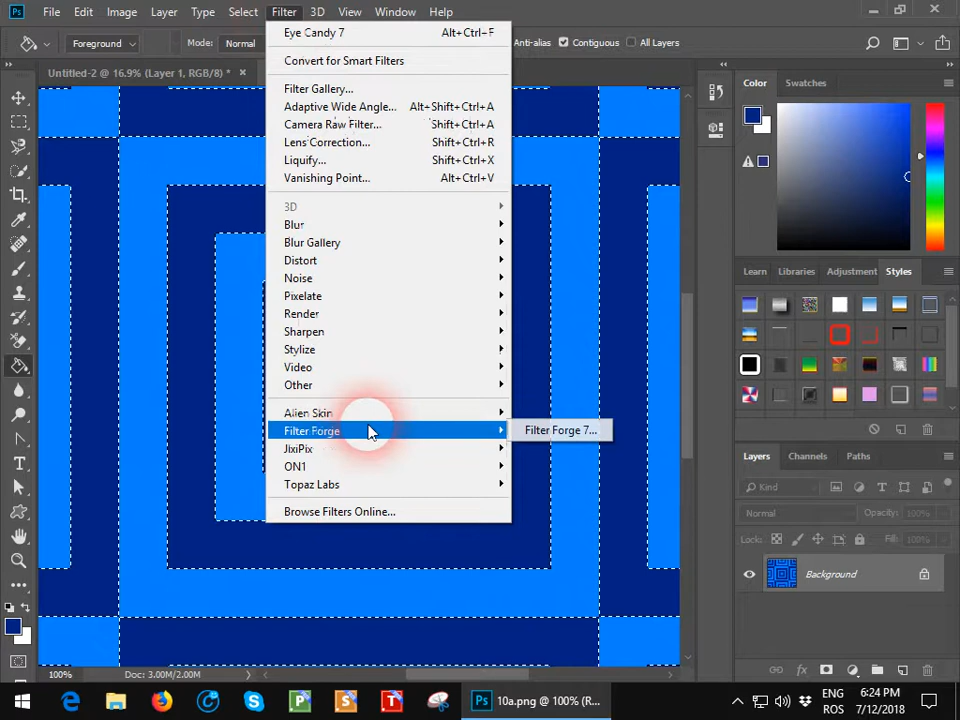 Ps File Edit Image Layer Type Select Filter 3D View Window Help
Foreground Mode: Normal Anti-alias Contiguous All Layers
Untitled-2 @ 16.9% (Layer 1, RGB/8) *
Eye Candy 7 Alt+Ctrl+F
Convert for Smart Filters
Filter Gallery...
Adaptive Wide Angle... Alt+Shift+Ctrl+A
Camera Raw Filter... Shift+Ctrl+A
Lens Correction... Shift+Ctrl+R
Liquify... Shift+Ctrl+X
Vanishing Point... Alt+Ctrl+V
3D
Blur
Blur Gallery
Distort
Noise
Pixelate
Render
Sharpen
Stylize
Video
Other
Alien Skin
Filter Forge
JixiPix
ON1
Topaz Labs
Browse Filters Online...
Filter Forge 7...
Color Swatches
Learn Libraries Adjustment Styles
Layers Channels Paths
Kind
Normal Opacity: 100%
Lock: Fill: 100%
Background
100% Doc: 3.00M/3.00M
Ps 10a.png @ 100% (R...
ENG
ROS
6:24 PM
7/12/2018